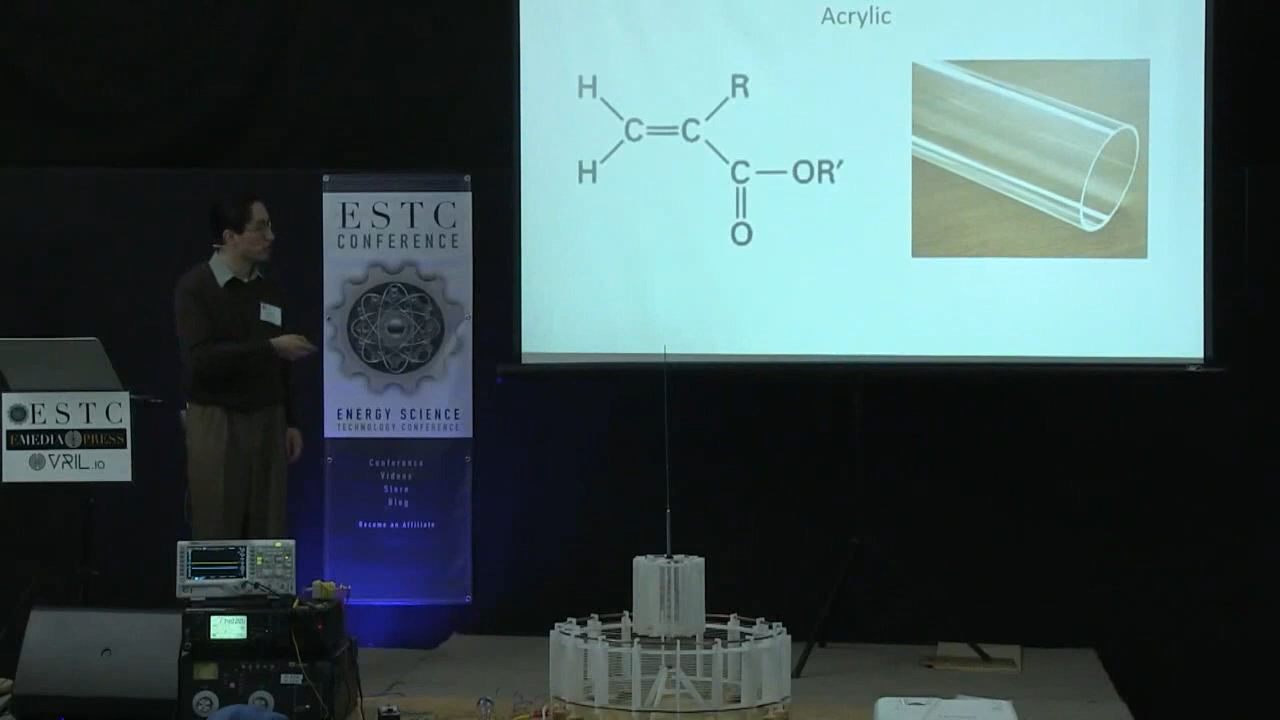 Acrylic
H
R
C
C
H
C
OR′
O
ESTC
CONFERENCE
ENERGY SCIENCE
TECHNOLOGY CONFERENCE
Conference
Videos
Store
Blog
Become an Affiliate
ESTC
EMEDIA PRESS
VRIL.IO